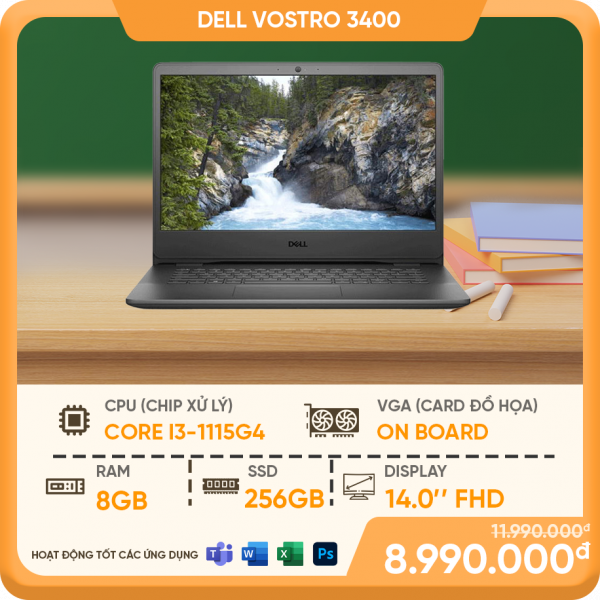 DELL VOSTRO 3400
DELL
CPU (CHIP XỬ LÝ)
CORE I3-1115G4
VGA (CARD ĐỒ HỌA)
ON BOARD
RAM
8GB
SSD
256GB
DISPLAY
14.0’’ FHD
HOẠT ĐỘNG TỐT CÁC ỨNG DỤNG
T
W
X
Ps
11.990.000đ
8.990.000đ